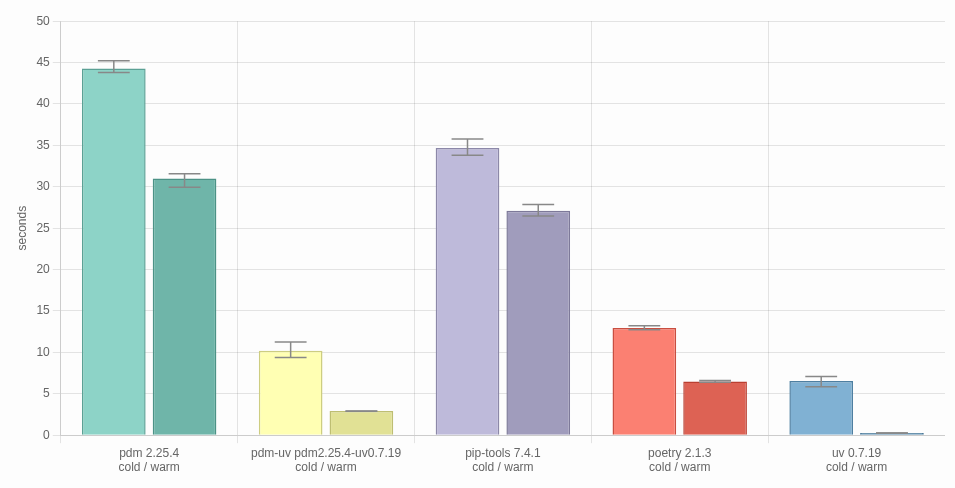 50
45
40
35
30
25
20
15
10
5
0
seconds
pdm 2.25.4
cold / warm
pdm-uv pdm2.25.4-uv0.7.19
cold / warm
pip-tools 7.4.1
cold / warm
poetry 2.1.3
cold / warm
uv 0.7.19
cold / warm